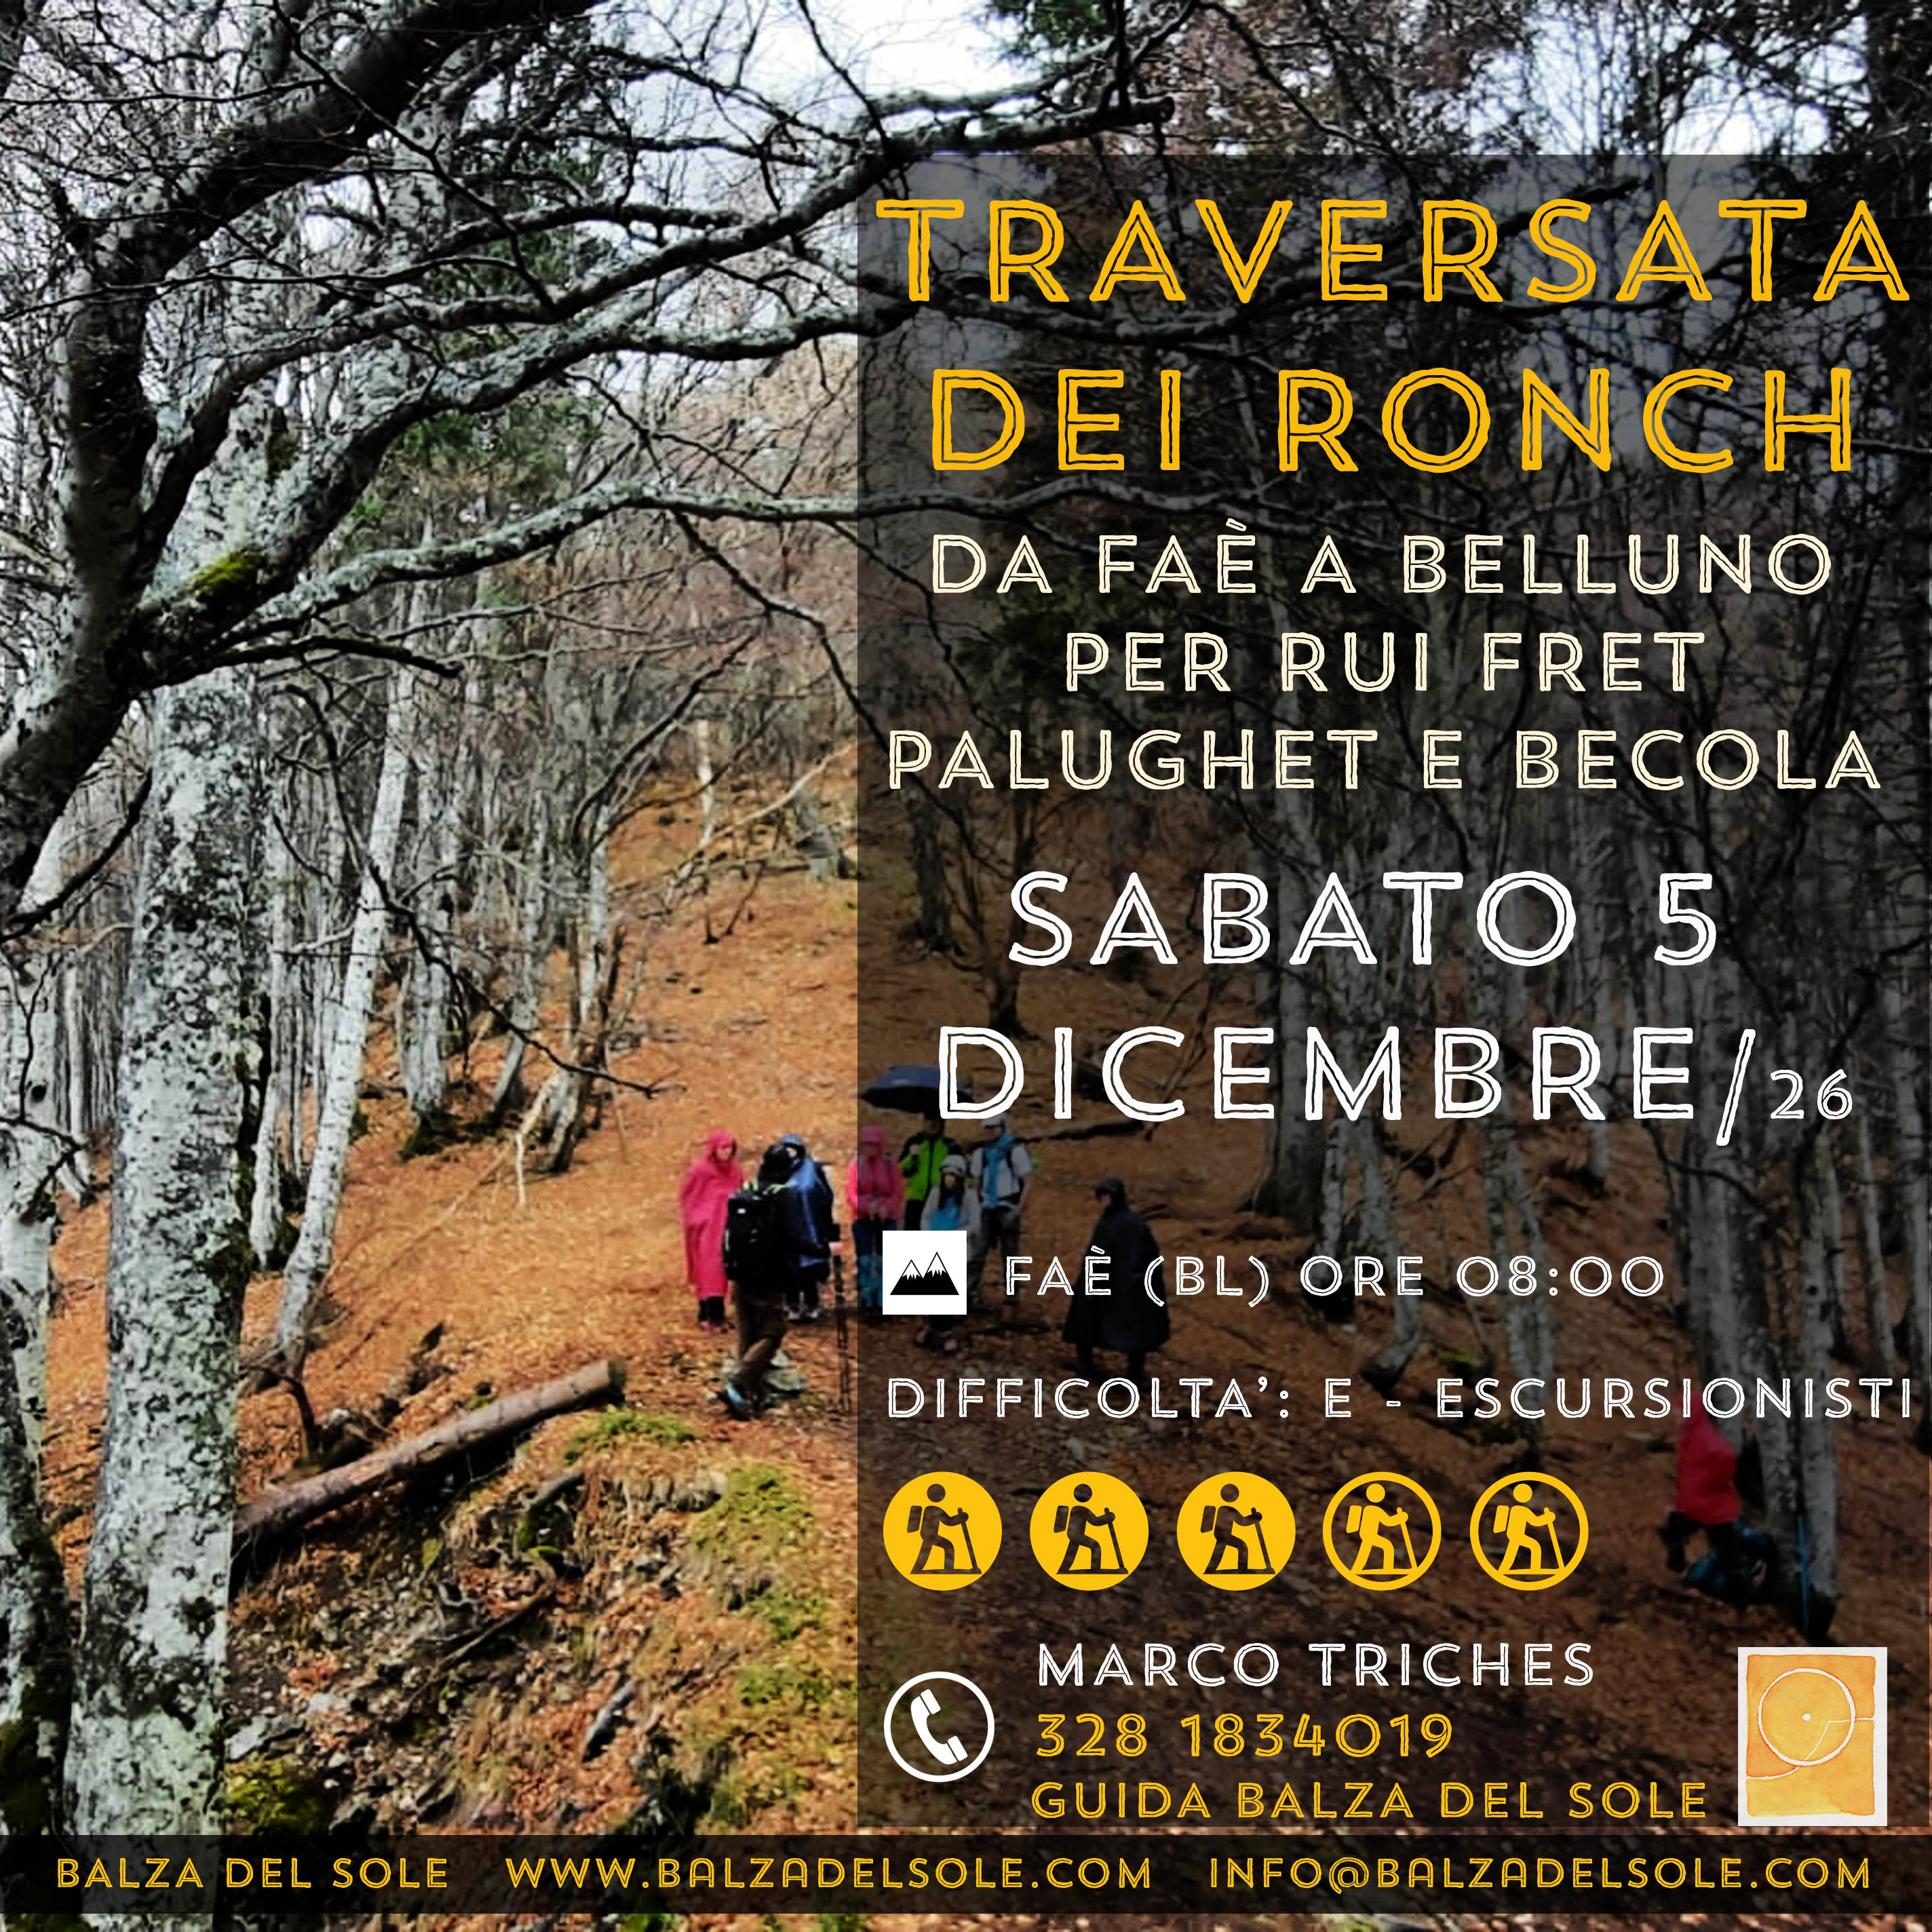 TRAVERSATA
DEI RONCH
DA FAÈ A BELLUNO
PER RUI FRET
PALUGHET E BECOLA
SABATO 5
DICEMBRE/26
FAÈ (BL) ORE 08:00
DIFFICOLTA': E - ESCURSIONISTI
MARCO TRICHES
328 1834019
GUIDA BALZA DEL SOLE
BALZA DEL SOLE WWW.BALZADELSOLE.COM INFO@BALZADELSOLE.COM